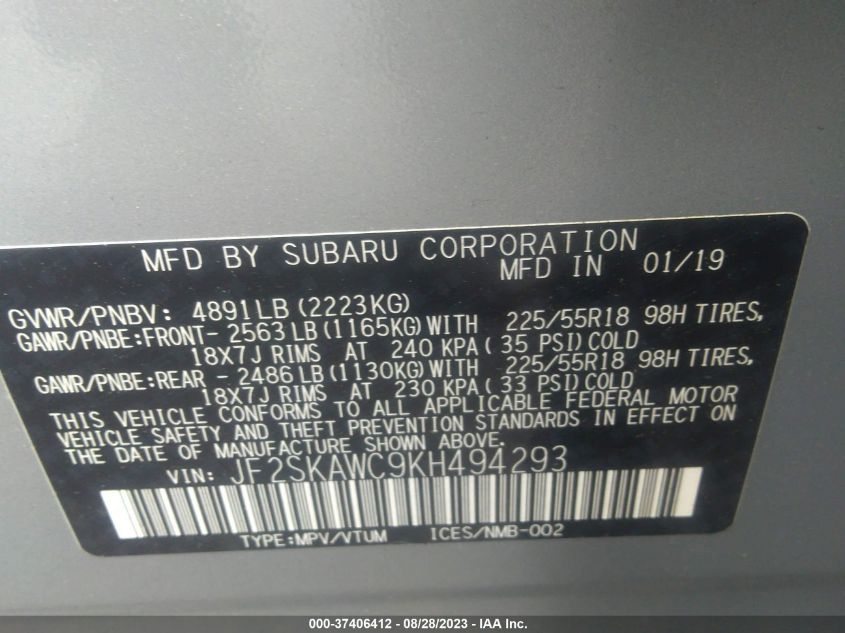 MFD BY SUBARU CORPORATION
MFD IN 01/19
GVWR/PNBV: 4891LB(2223KG)
GAWR/PNBE:FRONT- 2563LB(1165KG)WITH 225/55R18 98H TIRES,
18X7J RIMS AT 240 KPA( 35 PSI)COLD
GAWR/PNBE:REAR - 2486LB(1130KG)WITH 225/55R18 98H TIRES,
18X7J RIMS AT 230 KPA( 33 PSI)COLD
THIS VEHICLE CONFORMS TO ALL APPLICABLE FEDERAL MOTOR
VEHICLE SAFETY AND THEFT PREVENTION STANDARDS IN EFFECT ON
THE DATE OF MANUFACTURE SHOWN ABOVE.
VIN: JF2SKAWC9KH494293
TYPE:MPV/VTUM ICES/NMB-002
000-37406412 - 08/28/2023 - IAA Inc.